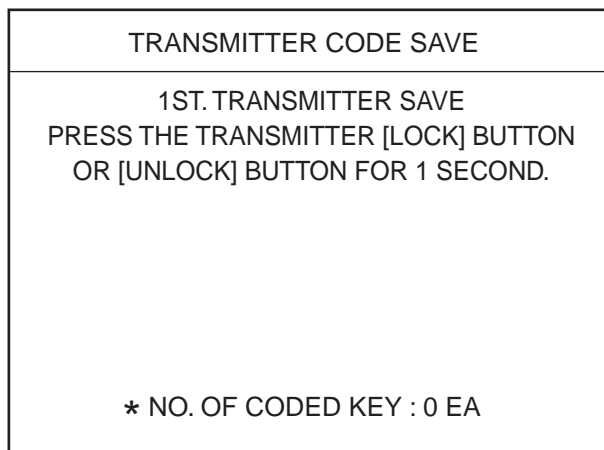 TRANSMITTER CODE SAVE
1ST. TRANSMITTER SAVE
PRESS THE TRANSMITTER [LOCK] BUTTON
OR [UNLOCK] BUTTON FOR 1 SECOND.
* NO. OF CODED KEY : 0 EA